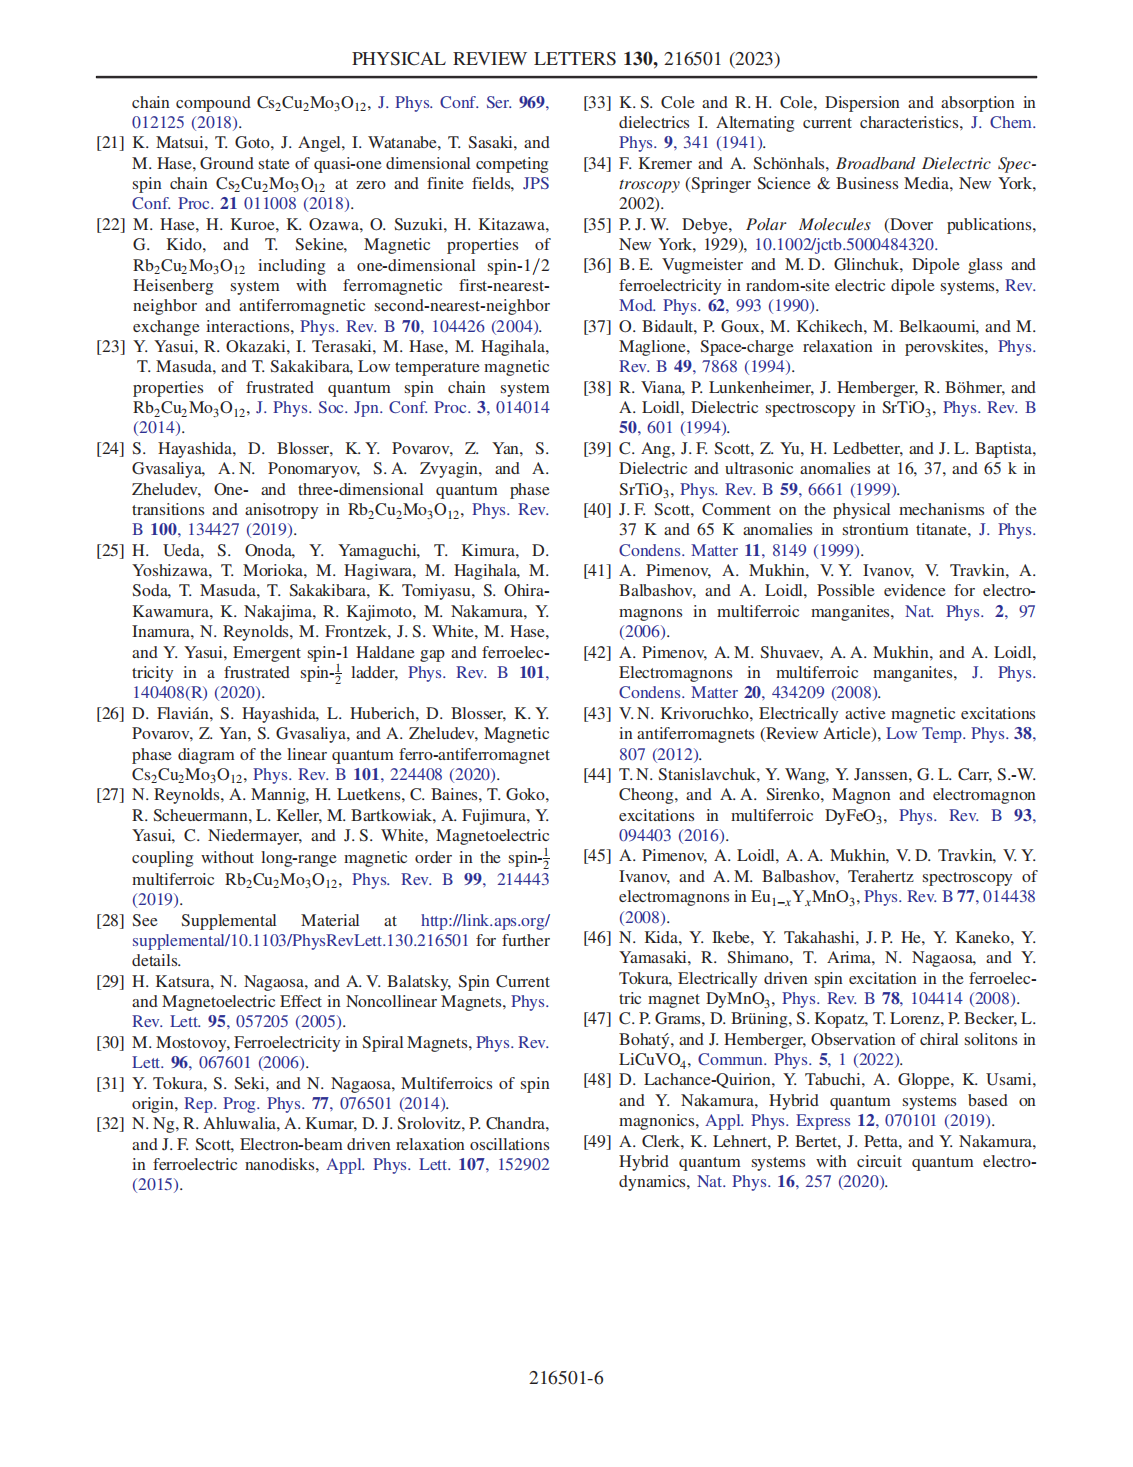 PHYSICAL REVIEW LETTERS 130, 216501 (2023)
chain compound Cs₂Cu₂Mo₃O₁₂, J. Phys. Conf. Ser. 969,
012125 (2018).
[21] K. Matsui, T. Goto, J. Angel, I. Watanabe, T. Sasaki, and
M. Hase, Ground state of quasi-one dimensional competing
spin chain Cs₂Cu₂Mo₃O₁₂ at zero and finite fields, JPS
Conf. Proc. 21 011008 (2018).
[22] M. Hase, H. Kuroe, K. Ozawa, O. Suzuki, H. Kitazawa,
G. Kido, and T. Sekine, Magnetic properties of
Rb₂Cu₂Mo₃O₁₂ including a one-dimensional spin-1/2
Heisenberg system with ferromagnetic first-nearest-
neighbor and antiferromagnetic second-nearest-neighbor
exchange interactions, Phys. Rev. B 70, 104426 (2004).
[23] Y. Yasui, R. Okazaki, I. Terasaki, M. Hase, M. Hagihala,
T. Masuda, and T. Sakakibara, Low temperature magnetic
properties of frustrated quantum spin chain system
Rb₂Cu₂Mo₃O₁₂, J. Phys. Soc. Jpn. Conf. Proc. 3, 014014
(2014).
[24] S. Hayashida, D. Blosser, K. Y. Povarov, Z. Yan, S.
Gvasaliya, A. N. Ponomaryov, S. A. Zvyagin, and A.
Zheludev, One- and three-dimensional quantum phase
transitions and anisotropy in Rb₂Cu₂Mo₃O₁₂, Phys. Rev.
B 100, 134427 (2019).
[25] H. Ueda, S. Onoda, Y. Yamaguchi, T. Kimura, D.
Yoshizawa, T. Morioka, M. Hagiwara, M. Hagihala, M.
Soda, T. Masuda, T. Sakakibara, K. Tomiyasu, S. Ohira-
Kawamura, K. Nakajima, R. Kajimoto, M. Nakamura, Y.
Inamura, N. Reynolds, M. Frontzek, J. S. White, M. Hase,
and Y. Yasui, Emergent spin-1 Haldane gap and ferroelec-
tricity in a frustrated spin-½ ladder, Phys. Rev. B 101,
140408(R) (2020).
[26] D. Flavián, S. Hayashida, L. Huberich, D. Blosser, K. Y.
Povarov, Z. Yan, S. Gvasaliya, and A. Zheludev, Magnetic
phase diagram of the linear quantum ferro-antiferromagnet
Cs₂Cu₂Mo₃O₁₂, Phys. Rev. B 101, 224408 (2020).
[27] N. Reynolds, A. Mannig, H. Luetkens, C. Baines, T. Goko,
R. Scheuermann, L. Keller, M. Bartkowiak, A. Fujimura, Y.
Yasui, C. Niedermayer, and J. S. White, Magnetoelectric
coupling without long-range magnetic order in the spin-½
multiferroic Rb₂Cu₂Mo₃O₁₂, Phys. Rev. B 99, 214443
(2019).
[28] See Supplemental Material at http://link.aps.org/
supplemental/10.1103/PhysRevLett.130.216501 for further
details.
[29] H. Katsura, N. Nagaosa, and A. V. Balatsky, Spin Current
and Magnetoelectric Effect in Noncollinear Magnets, Phys.
Rev. Lett. 95, 057205 (2005).
[30] M. Mostovoy, Ferroelectricity in Spiral Magnets, Phys. Rev.
Lett. 96, 067601 (2006).
[31] Y. Tokura, S. Seki, and N. Nagaosa, Multiferroics of spin
origin, Rep. Prog. Phys. 77, 076501 (2014).
[32] N. Ng, R. Ahluwalia, A. Kumar, D. J. Srolovitz, P. Chandra,
and J. F. Scott, Electron-beam driven relaxation oscillations
in ferroelectric nanodisks, Appl. Phys. Lett. 107, 152902
(2015).
[33] K. S. Cole and R. H. Cole, Dispersion and absorption in
dielectrics I. Alternating current characteristics, J. Chem.
Phys. 9, 341 (1941).
[34] F. Kremer and A. Schönhals, Broadband Dielectric Spec-
troscopy (Springer Science & Business Media, New York,
2002).
[35] P. J. W. Debye, Polar Molecules (Dover publications,
New York, 1929), 10.1002/jctb.5000484320.
[36] B. E. Vugmeister and M. D. Glinchuk, Dipole glass and
ferroelectricity in random-site electric dipole systems, Rev.
Mod. Phys. 62, 993 (1990).
[37] O. Bidault, P. Goux, M. Kchikech, M. Belkaoumi, and M.
Maglione, Space-charge relaxation in perovskites, Phys.
Rev. B 49, 7868 (1994).
[38] R. Viana, P. Lunkenheimer, J. Hemberger, R. Böhmer, and
A. Loidl, Dielectric spectroscopy in SrTiO₃, Phys. Rev. B
50, 601 (1994).
[39] C. Ang, J. F. Scott, Z. Yu, H. Ledbetter, and J. L. Baptista,
Dielectric and ultrasonic anomalies at 16, 37, and 65 k in
SrTiO₃, Phys. Rev. B 59, 6661 (1999).
[40] J. F. Scott, Comment on the physical mechanisms of the
37 K and 65 K anomalies in strontium titanate, J. Phys.
Condens. Matter 11, 8149 (1999).
[41] A. Pimenov, A. Mukhin, V. Y. Ivanov, V. Travkin, A.
Balbashov, and A. Loidl, Possible evidence for electro-
magnons in multiferroic manganites, Nat. Phys. 2, 97
(2006).
[42] A. Pimenov, A. M. Shuvaev, A. A. Mukhin, and A. Loidl,
Electromagnons in multiferroic manganites, J. Phys.
Condens. Matter 20, 434209 (2008).
[43] V. N. Krivoruchko, Electrically active magnetic excitations
in antiferromagnets (Review Article), Low Temp. Phys. 38,
807 (2012).
[44] T. N. Stanislavchuk, Y. Wang, Y. Janssen, G. L. Carr, S.-W.
Cheong, and A. A. Sirenko, Magnon and electromagnon
excitations in multiferroic DyFeO₃, Phys. Rev. B 93,
094403 (2016).
[45] A. Pimenov, A. Loidl, A. A. Mukhin, V. D. Travkin, V. Y.
Ivanov, and A. M. Balbashov, Terahertz spectroscopy of
electromagnons in Eu₁₋ₓYₓMnO₃, Phys. Rev. B 77, 014438
(2008).
[46] N. Kida, Y. Ikebe, Y. Takahashi, J. P. He, Y. Kaneko, Y.
Yamasaki, R. Shimano, T. Arima, N. Nagaosa, and Y.
Tokura, Electrically driven spin excitation in the ferroelec-
tric magnet DyMnO₃, Phys. Rev. B 78, 104414 (2008).
[47] C. P. Grams, D. Brüning, S. Kopatz, T. Lorenz, P. Becker, L.
Bohatý, and J. Hemberger, Observation of chiral solitons in
LiCuVO₄, Commun. Phys. 5, 1 (2022).
[48] D. Lachance-Quirion, Y. Tabuchi, A. Gloppe, K. Usami,
and Y. Nakamura, Hybrid quantum systems based on
magnonics, Appl. Phys. Express 12, 070101 (2019).
[49] A. Clerk, K. Lehnert, P. Bertet, J. Petta, and Y. Nakamura,
Hybrid quantum systems with circuit quantum electro-
dynamics, Nat. Phys. 16, 257 (2020).
216501-6